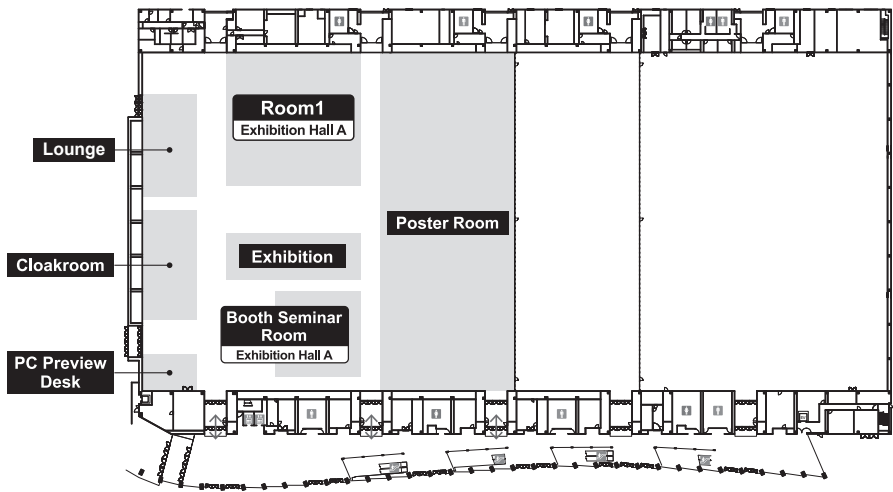 Room1
Exhibition Hall A
Lounge
Poster Room
Exhibition
Cloakroom
Booth Seminar
Room
Exhibition Hall A
PC Preview
Desk